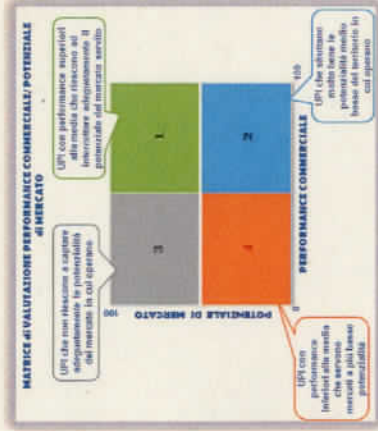 MATRICE di VALUTAZIONE PERFORMANCE COMMERCIALE/ POTENZIALE
di MERCATO
UPI che non riescono a captare
adeguatamente le potenzialità
del mercato in cui operano
UPI con performance superiori
alla media che riescono ad
intercettare adeguatamente il
potenziale del mercato servito
100
POTENZIALE DI MERCATO
3
1
4
2
0
PERFORMANCE COMMERCIALE
100
UPI con
performance
inferiori alla media
che servono
mercati a più basso
potenziale
UPI che sfruttano
molto bene le
potenzialità medio
basse del territorio in
cui operano